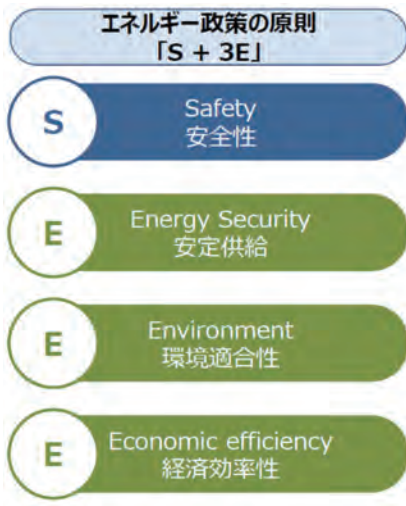 エネルギー政策の原則
「S + 3E」
S
Safety
安全性
E
Energy Security
安定供給
E
Environment
環境適合性
E
Economic efficiency
経済効率性